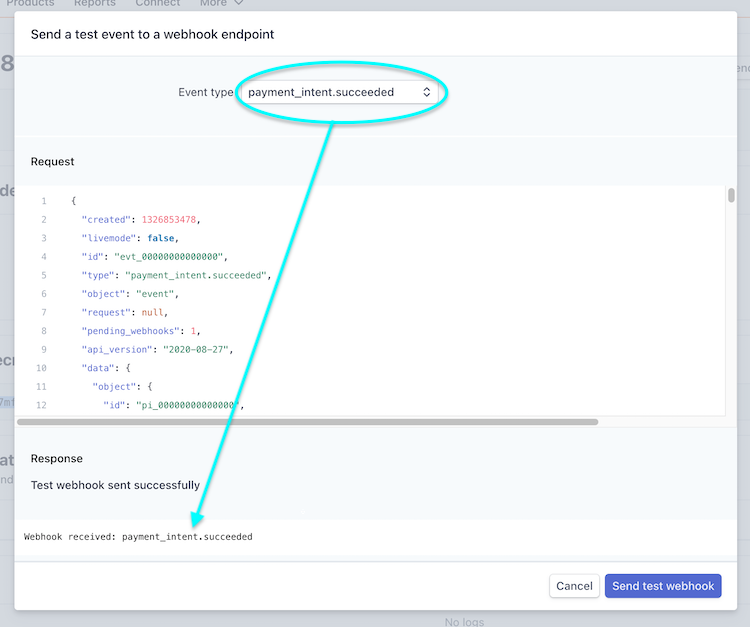 Products Reports Connect More
Send a test event to a webhook endpoint
8
Event type payment_intent.succeeded
Request
de
1 {
2 "created": 1326853478,
3 "livemode": false,
4 "id": "evt_00000000000000",
5 "type": "payment_intent.succeeded",
6 "object": "event",
7 "request": null,
8 "pending_webhooks": 1,
9 "api_version": "2020-08-27",
10 "data": {
11 "object": {
12 "id": "pi_00000000000000",
Response
Test webhook sent successfully
Webhook received: payment_intent.succeeded
Cancel Send test webhook
No logs